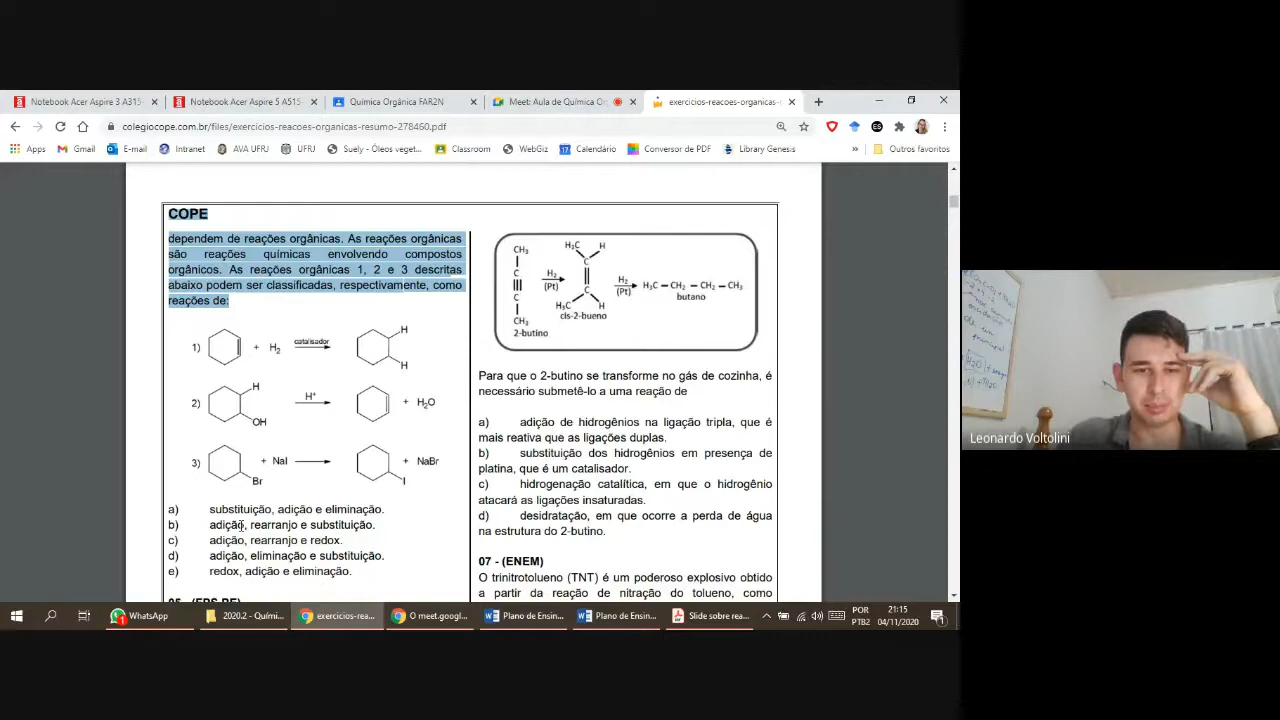 Notebook Acer Aspire 3 A315
Notebook Acer Aspire 5 A515
Química Orgânica FAR2N
Meet: Aula de Química Or
exercicios-reacoes-organicas-
colegiocope.com.br/files/exercicios-reacoes-organicas-resumo-278460.pdf
Apps
Gmail
E-mail
Intranet
AVA UFRJ
UFRJ
Suely - Óleos veget...
Classroom
WebGiz
Calendário
Conversor de PDF
Library Genesis
»
Outros favoritos
COPE
dependem de reações orgânicas. As reações orgânicas
são reações químicas envolvendo compostos
orgânicos. As reações orgânicas 1, 2 e 3 descritas
abaixo podem ser classificadas, respectivamente, como
reações de:
1) + H2 catalisador H
H
2) H OH H+ + H2O
3) Br + NaI I + NaBr
a) substituição, adição e eliminação.
b) adição, rearranjo e substituição.
c) adição, rearranjo e redox.
d) adição, eliminação e substituição.
e) redox, adição e eliminação.
CH3
C
C
CH3
2-butino
H2
(Pt)
H3C H
C
C
H3C H
cis-2-bueno
H2
(Pt)
H3C – CH2 – CH2 – CH3
butano
Para que o 2-butino se transforme no gás de cozinha, é
necessário submetê-lo a uma reação de
a) adição de hidrogênios na ligação tripla, que é
mais reativa que as ligações duplas.
b) substituição dos hidrogênios em presença de
platina, que é um catalisador.
c) hidrogenação catalítica, em que o hidrogênio
atacará as ligações insaturadas.
d) desidratação, em que ocorre a perda de água
na estrutura do 2-butino.
07 - (ENEM)
O trinitrotolueno (TNT) é um poderoso explosivo obtido
a partir da reação de nitração do tolueno, como
Leonardo Voltolini
WhatsApp
2020.2 - Quími...
exercicios-rea...
O meet.googl...
Plano de Ensin...
Plano de Ensin...
Slide sobre rea...
POR
PTB2
21:15
04/11/2020